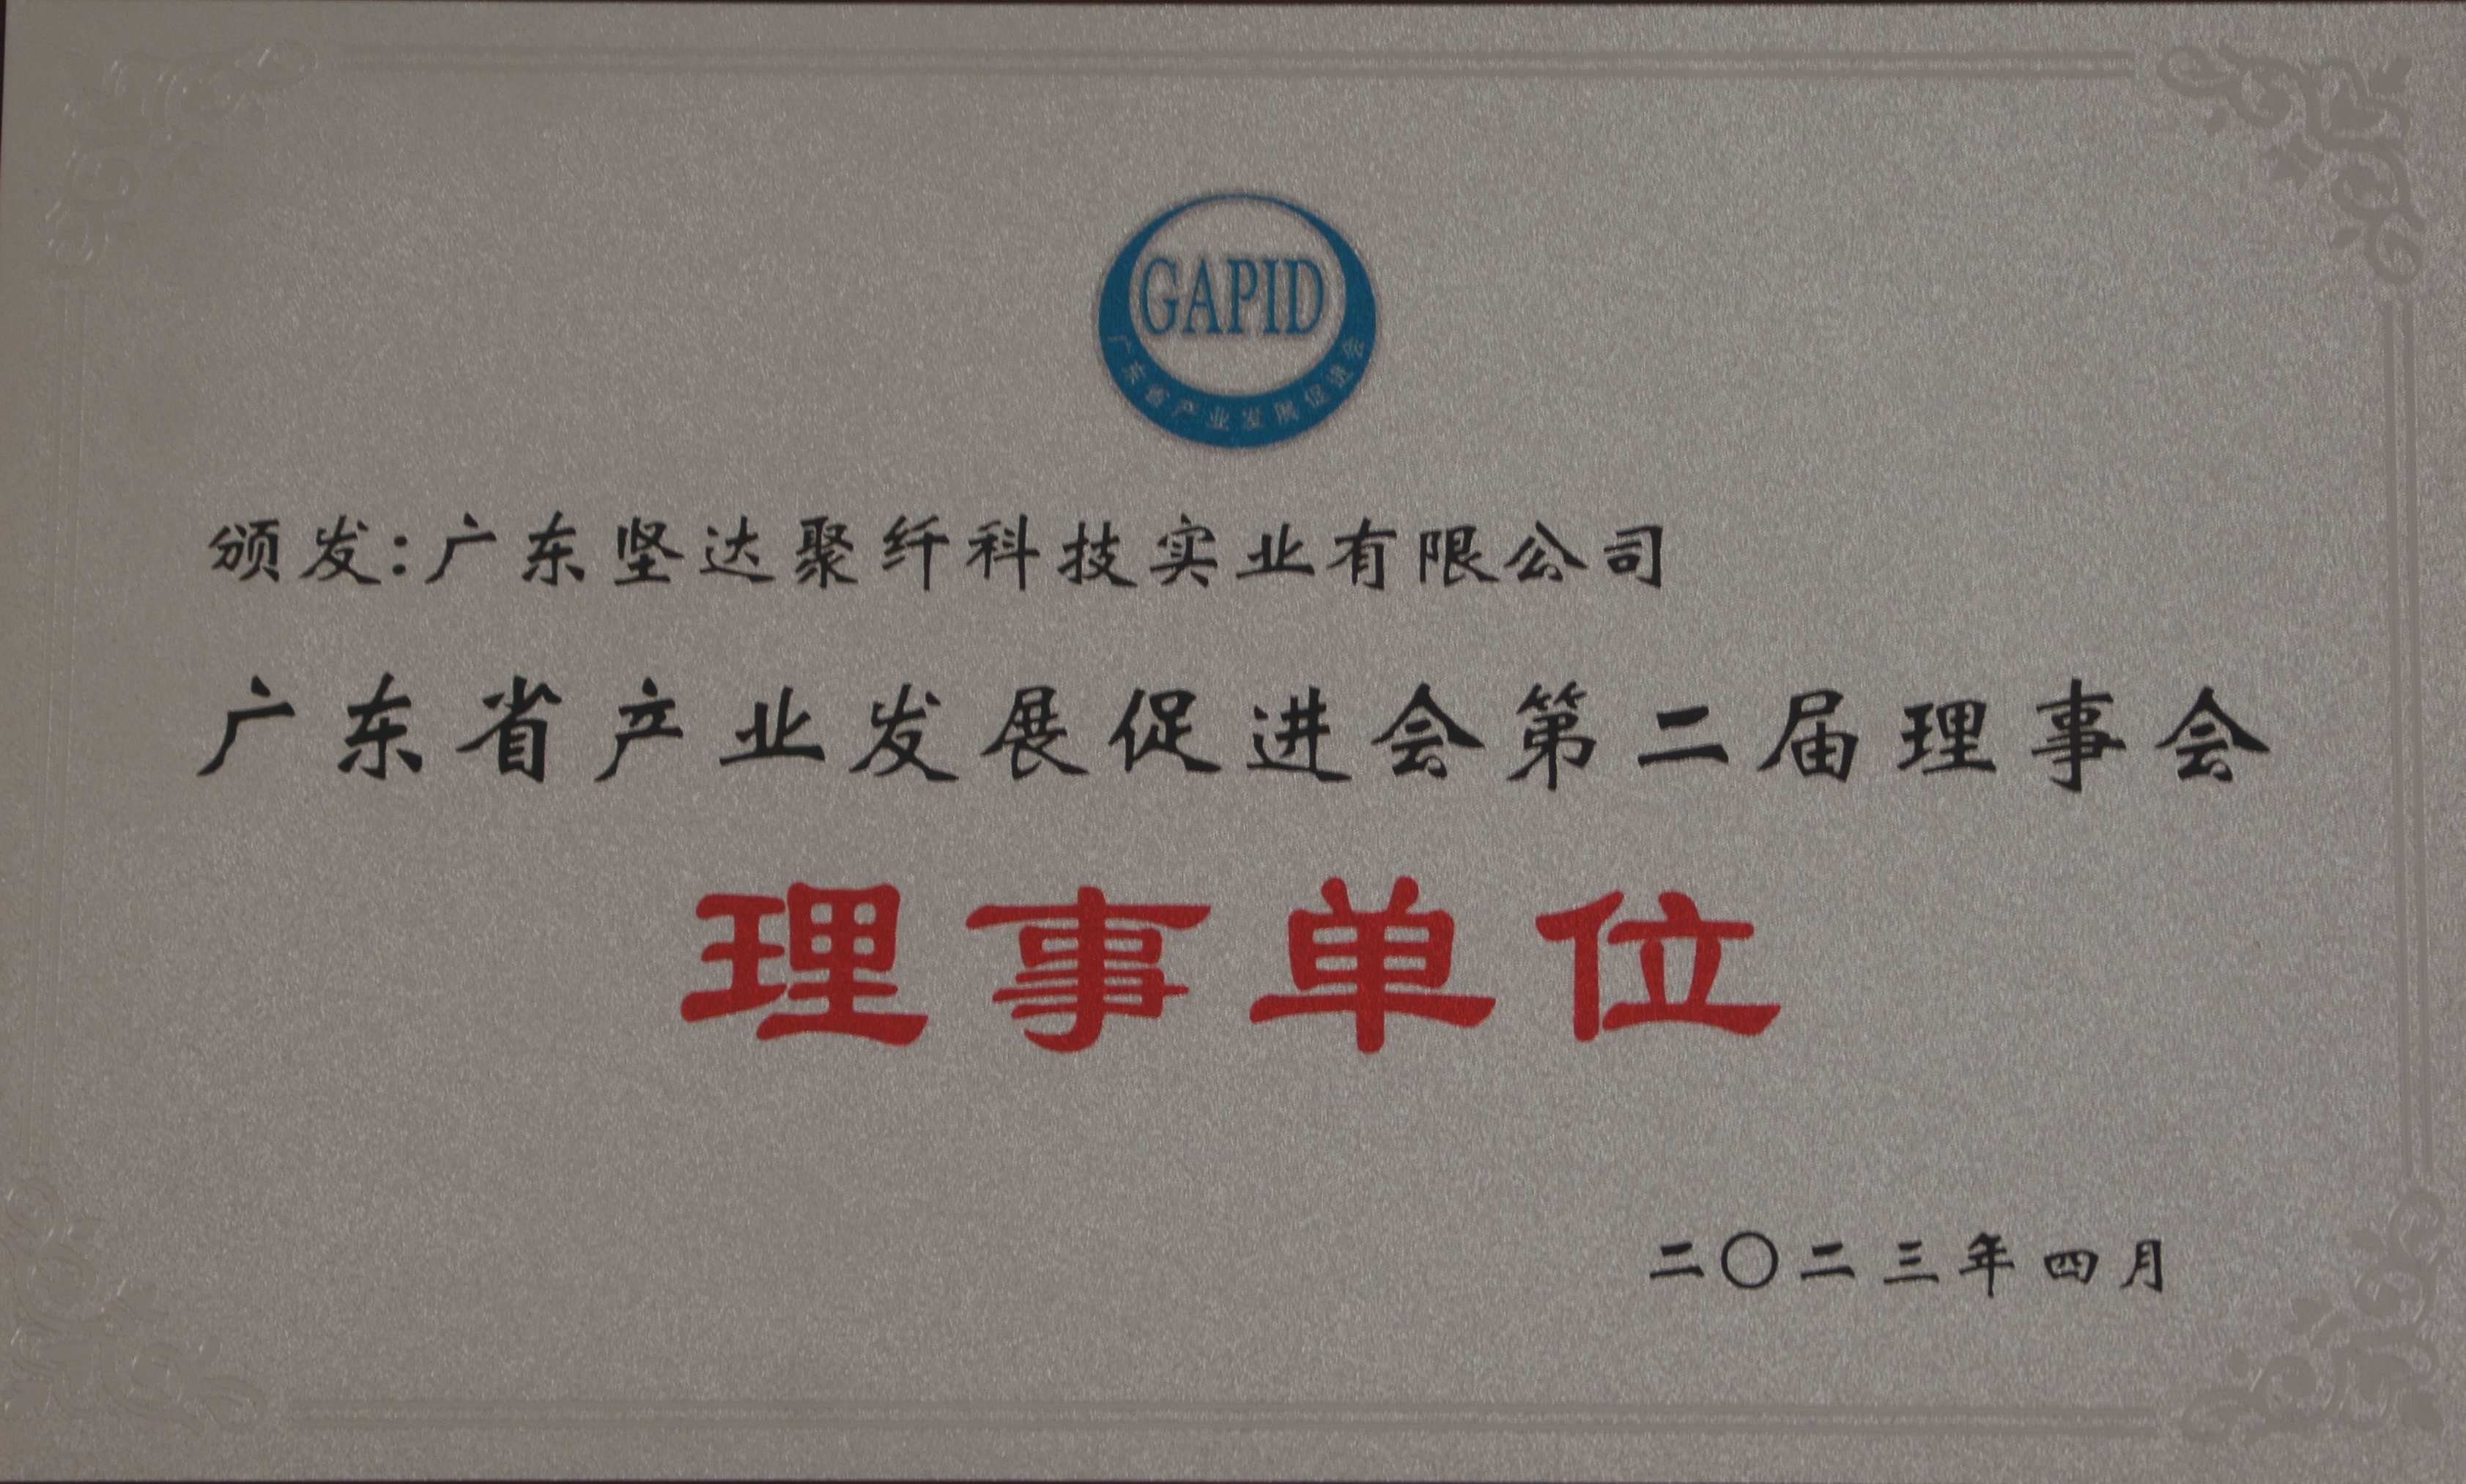 GAPID
广东省产业发展促进会
颁发:广东坚达聚纤科技实业有限公司
广东省产业发展促进会第二届理事会
理事单位
二〇二三年四月